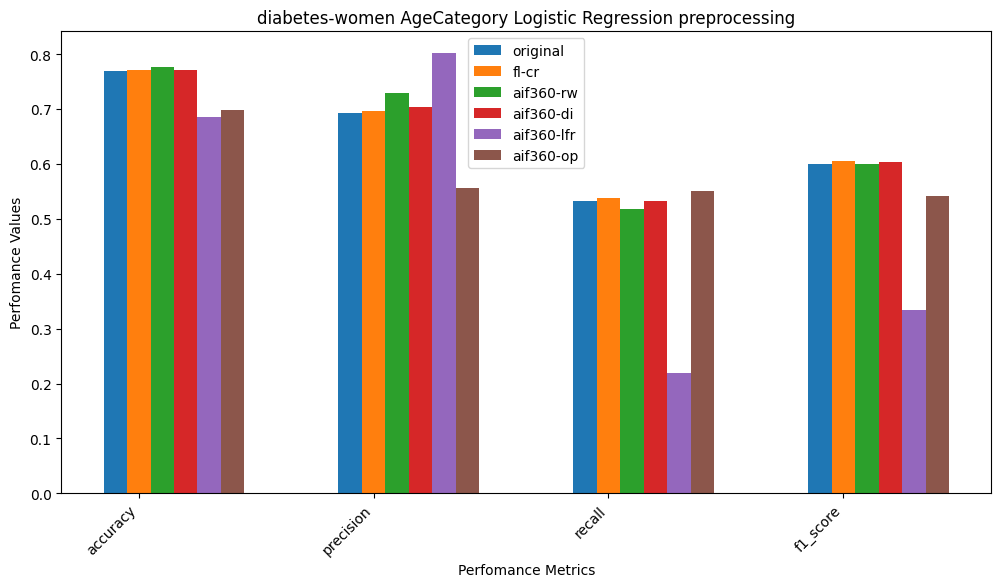 diabetes-women AgeCategory Logistic Regression preprocessing
original
fl-cr
aif360-rw
aif360-di
aif360-lfr
aif360-op
Perfomance Values
0.8
0.7
0.6
0.5
0.4
0.3
0.2
0.1
0.0
accuracy
precision
recall
f1_score
Perfomance Metrics